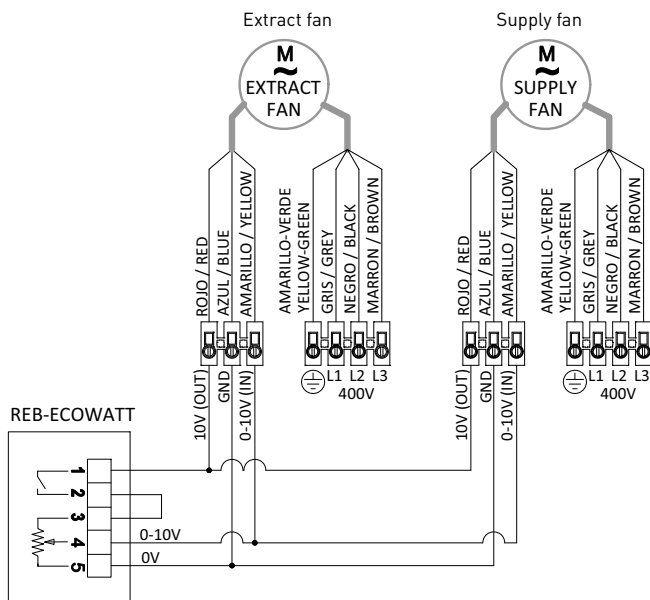 Extract fan
Supply fan
M
~
EXTRACT
FAN
M
~
SUPPLY
FAN
ROJO / RED
AZUL / BLUE
AMARILLO / YELLOW
AMARILLO-VERDE
YELLOW-GREEN
GRIS / GREY
NEGRO / BLACK
MARRON / BROWN
ROJO / RED
AZUL / BLUE
AMARILLO / YELLOW
AMARILLO-VERDE
YELLOW-GREEN
GRIS / GREY
NEGRO / BLACK
MARRON / BROWN
10V (OUT)
GND
0-10V (IN)
L1 L2 L3
400V
10V (OUT)
GND
0-10V (IN)
L1 L2 L3
400V
REB-ECOWATT
1
2
3
4
5
0-10V
0V